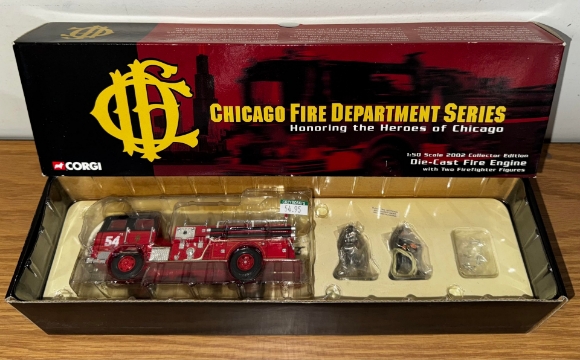 CHICAGO FIRE DEPARTMENT SERIES
Honoring the Heroes of Chicago
CORGI
1:50 Scale 2002 Collector Edition
Die-Cast Fire Engine
with Two Firefighter Figures
54